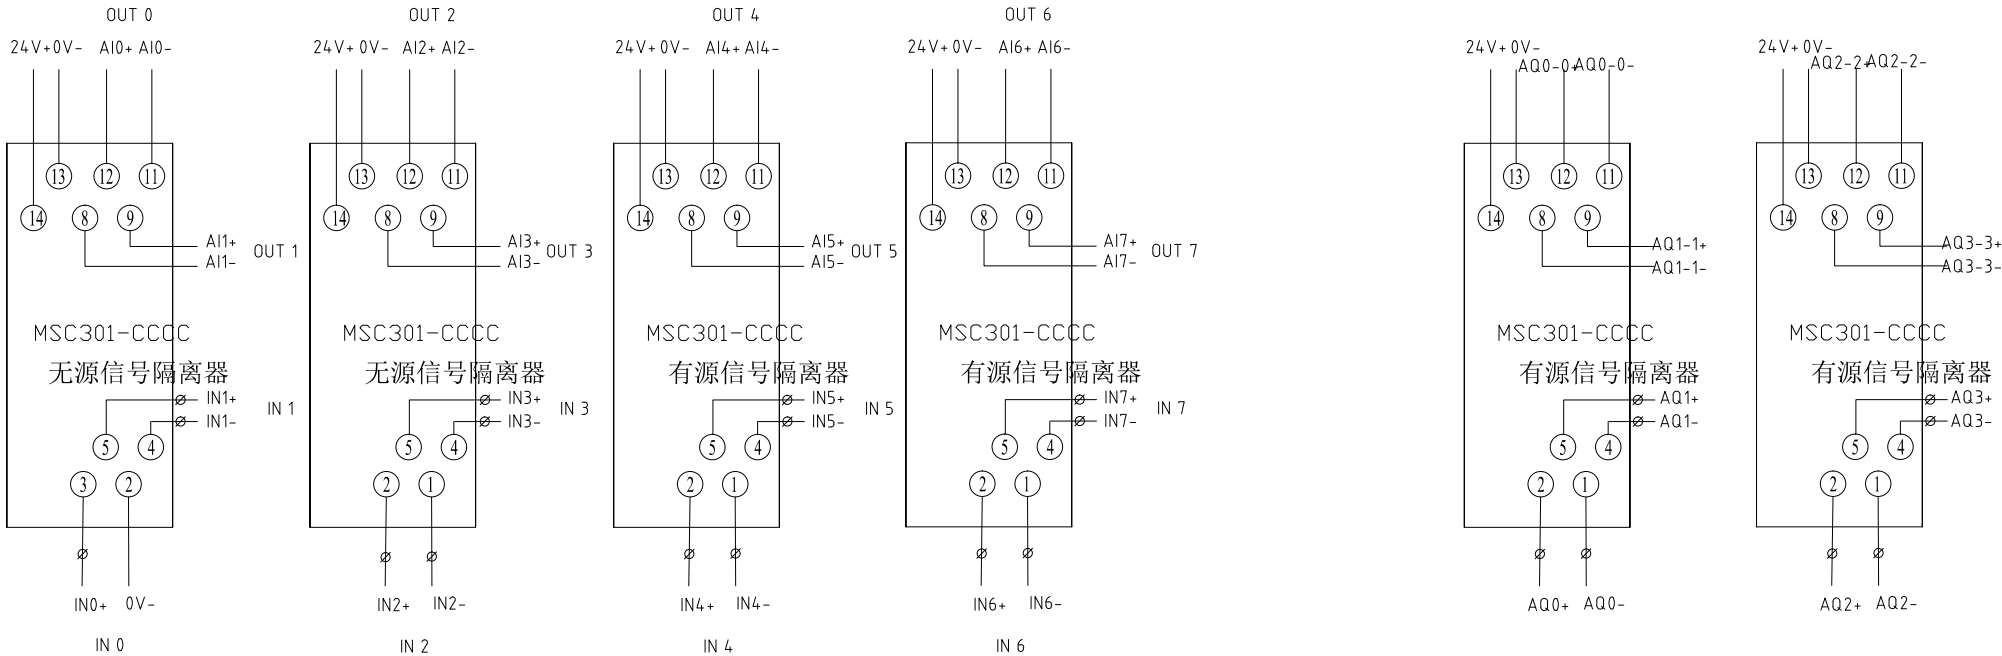 OUT 0 OUT 2 OUT 4 OUT 6
24V+ 0V- AI0+ AI0- 24V+ 0V- AI2+ AI2- 24V+ 0V- AI4+ AI4- 24V+ 0V- AI6+ AI6- 24V+ 0V- 24V+ 0V-
AQ0-0+ AQ0-0- AQ2-2+ AQ2-2-
13 12 11 13 12 11 13 12 11 13 12 11 13 12 11 13 12 11
14 8 9 14 8 9 14 8 9 14 8 9 14 8 9 14 8 9
AI1+ AI3+ AI5+ AI7+ AQ1-1+ AQ3-3+
OUT 1 OUT 3 OUT 5 OUT 7
AI1- AI3- AI5- AI7- AQ1-1- AQ3-3-
MSC301-CCCC MSC301-CCCC MSC301-CCCC MSC301-CCCC MSC301-CCCC MSC301-CCCC
无源信号隔离器 无源信号隔离器 有源信号隔离器 有源信号隔离器 有源信号隔离器 有源信号隔离器
IN1+ IN3+ IN5+ IN7+ AQ1+ AQ3+
IN 1 IN 3 IN 5 IN 7
IN1- IN3- IN5- IN7- AQ1- AQ3-
5 4 5 4 5 4 5 4 5 4 5 4
3 2 2 1 2 1 2 1 2 1 2 1
IN0+ 0V- IN2+ IN2- IN4+ IN4- IN6+ IN6- AQ0+ AQ0- AQ2+ AQ2-
IN 0 IN 2 IN 4 IN 6